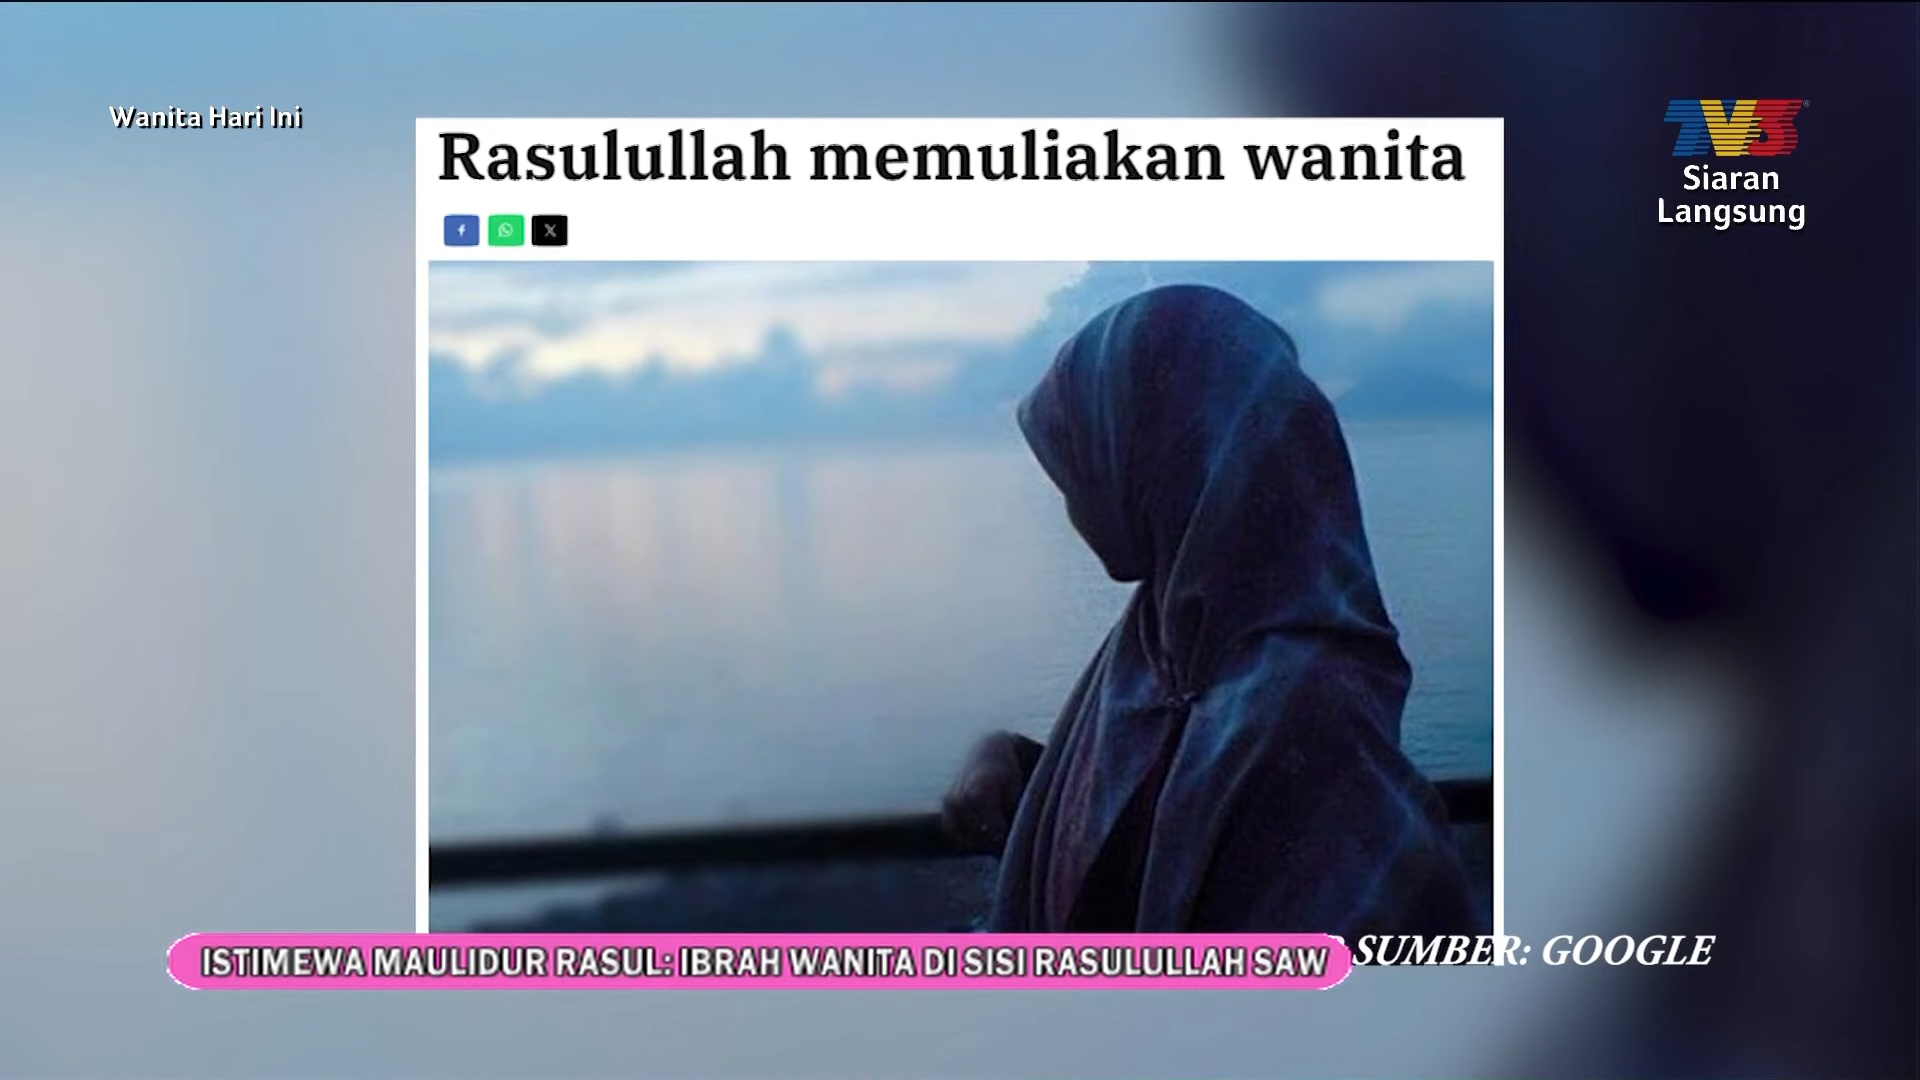 Wanita Hari Ini
TV3
Siaran
Langsung
Rasulullah memuliakan wanita
ISTIMEWA MAULIDUR RASUL: IBRAH WANITA DI SISI RASULULLAH SAW
SUMBER: GOOGLE